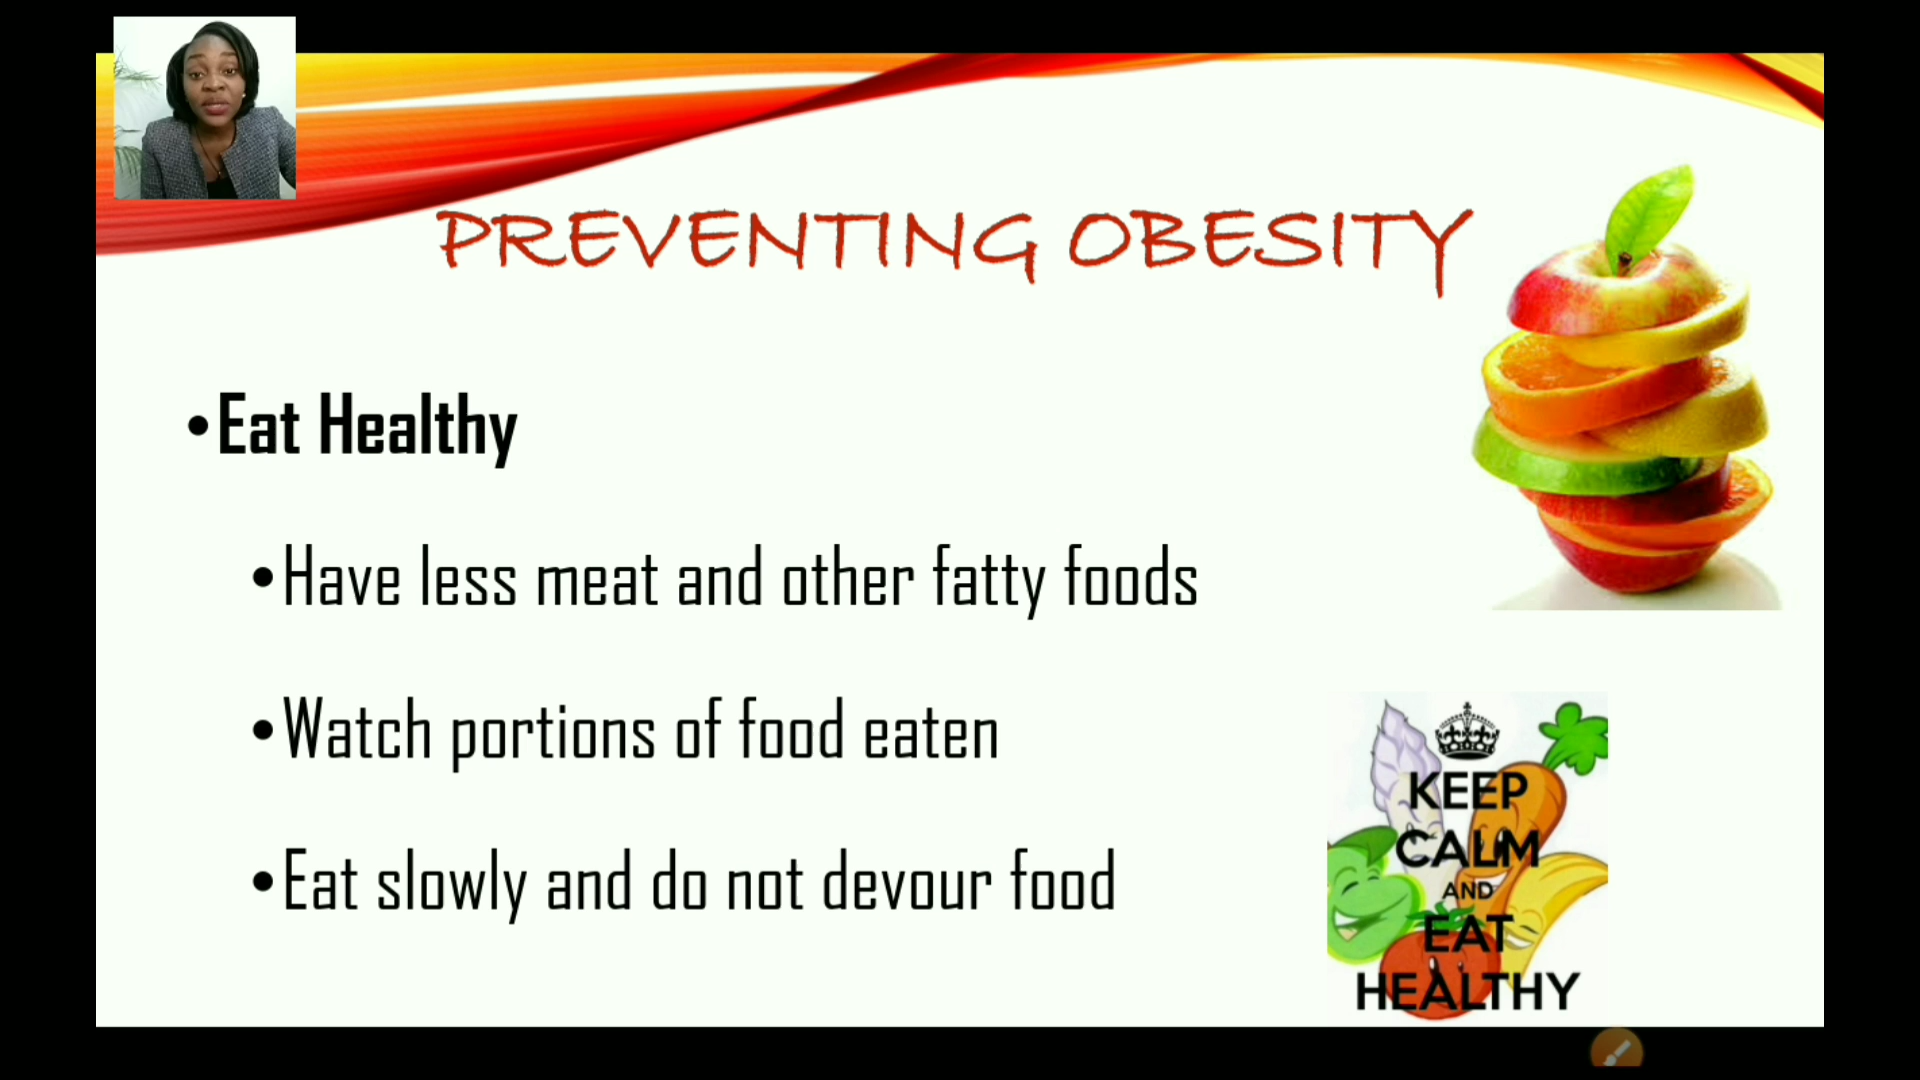 PREVENTING OBESITY
•Eat Healthy
•Have less meat and other fatty foods
•Watch portions of food eaten
•Eat slowly and do not devour food
KEEP
CALM
AND
EAT
HEALTHY